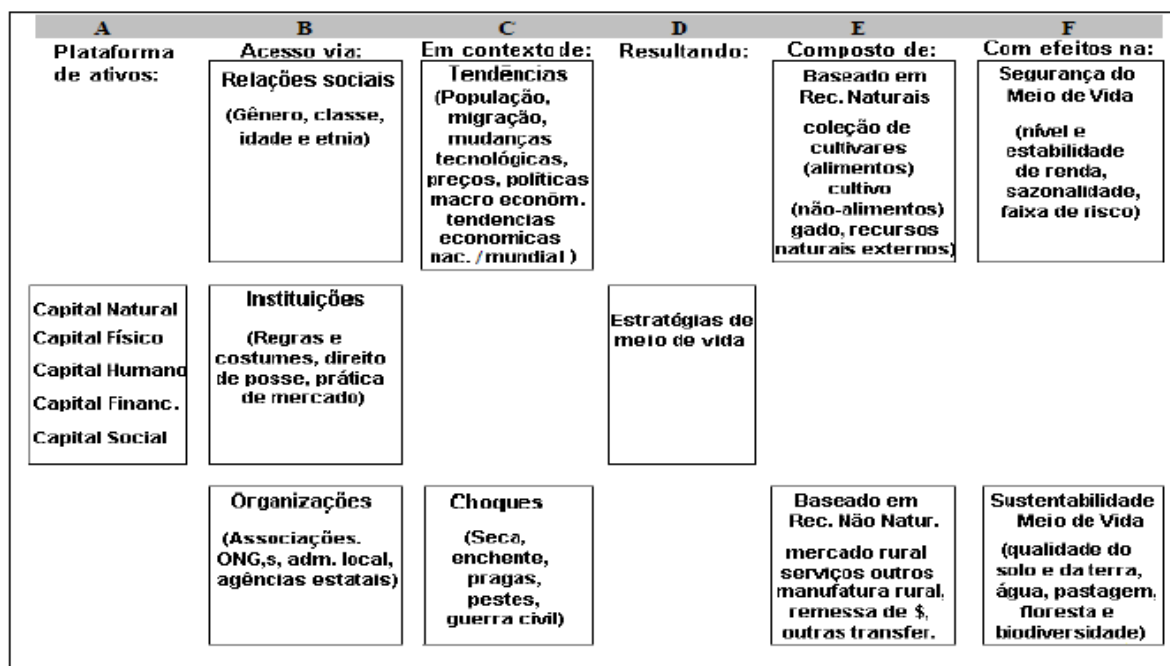 A
B
C
D
E
F
Plataforma
de ativos:
Acesso via:
Em contexto de:
Resultando:
Composto de:
Com efeitos na:
Relações sociais
(Gênero, classe,
idade e etnia)
Tendências
(População,
migração,
mudanças
tecnológicas,
preços, políticas
macro econôm.
tendencias
economicas
nac. /mundial )
Baseado em
Rec. Naturais
coleção de
cultivares
(alimentos)
cultivo
(não-alimentos)
gado, recursos
naturais externos)
Segurança do
Meio de Vida
(nível e
estabilidade
de renda,
sazonalidade,
faixa de risco)
Capital Natural
Capital Físico
Capital Humano
Capital Financ.
Capital Social
Instituições
(Regras e
costumes, direito
de posse, prática
de mercado)
Estratégias de
meio de vida
Organizações
(Associações.
ONG,s, adm. local,
agências estatais)
Choques
(Seca,
enchente,
pragas,
pestes,
guerra civil)
Baseado em
Rec. Não Natur.
mercado rural
serviços outros
manufatura rural,
remessa de $,
outras transfer.
Sustentabilidade
Meio de Vida
(qualidade do
solo e da terra,
água, pastagem,
floresta e
biodiversidade)